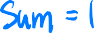 Sum = 1